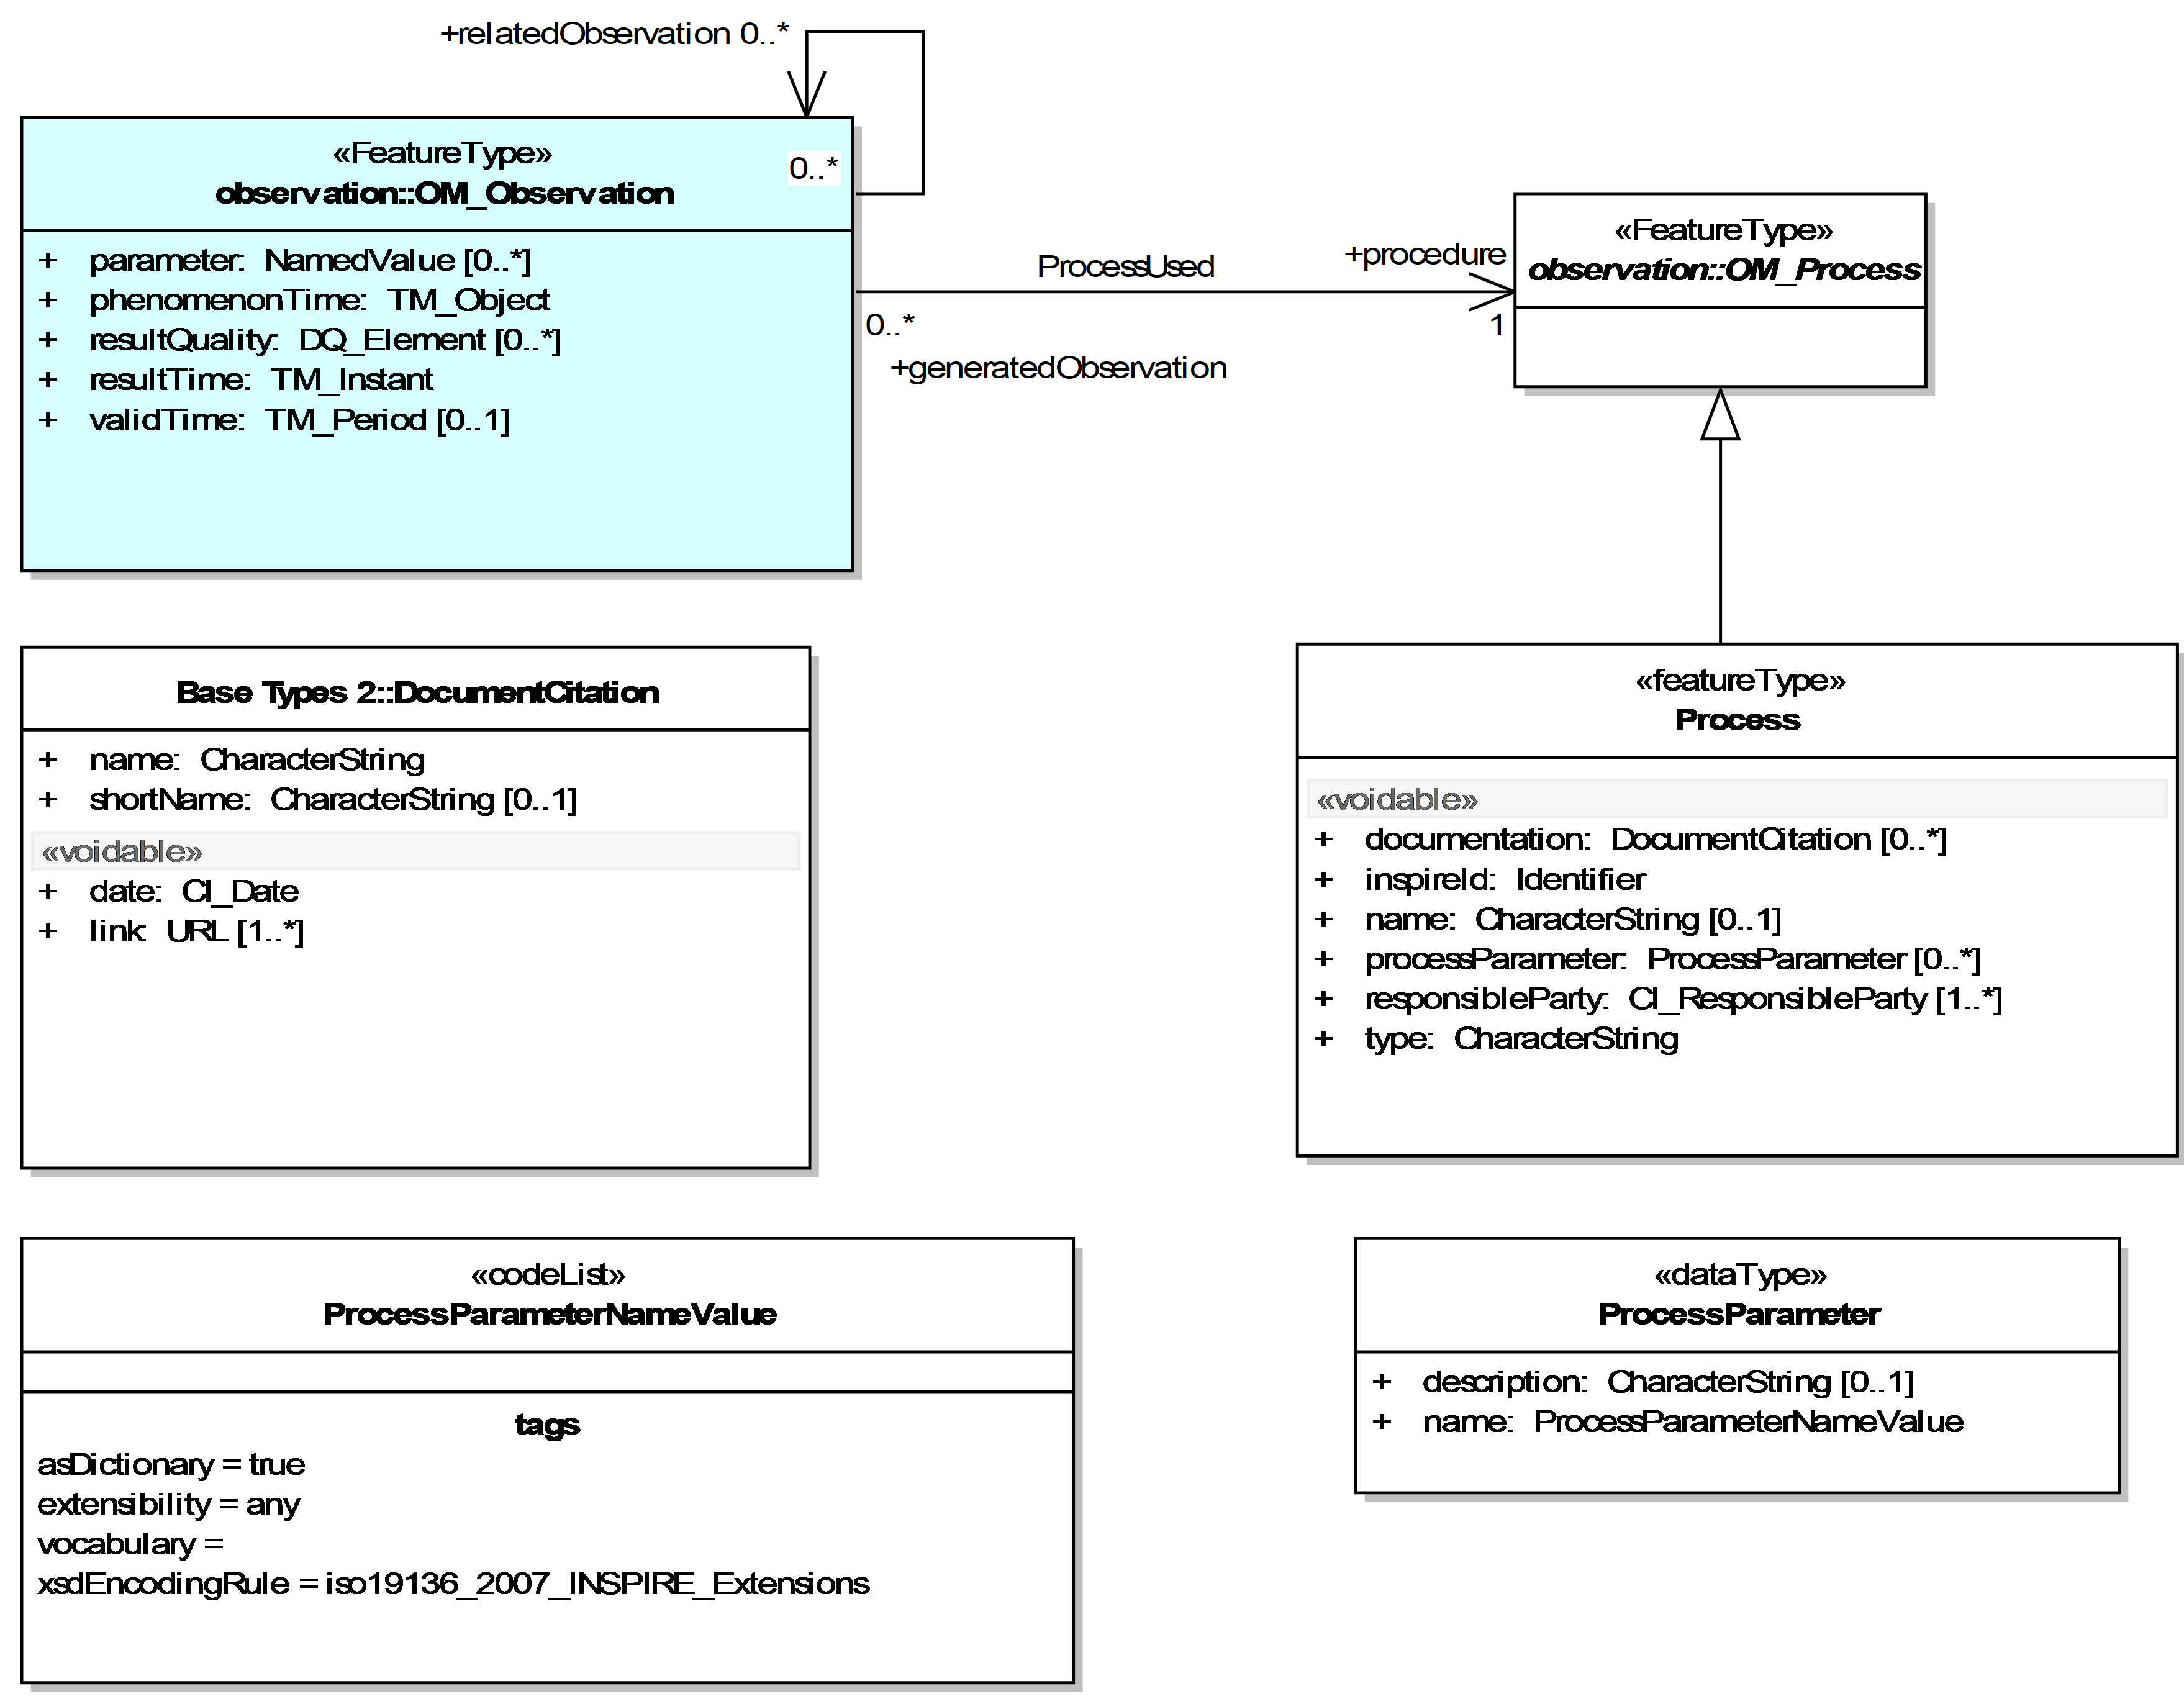 +relatedObservation 0..*
«FeatureType»
observation::OM_Observation
0..*
+ parameter: NamedValue [0..*]
+ phenomenonTime: TM_Object
+ resultQuality: DQ_Element [0..*]
+ resultTime: TM_Instant
+ validTime: TM_Period [0..1]
ProcessUsed
+procedure
0..*
1
+generatedObservation
«FeatureType»
observation::OM_Process
Base Types 2::DocumentCitation
+ name: CharacterString
+ shortName: CharacterString [0..1]
«voidable»
+ date: CI_Date
+ link: URL [1..*]
«featureType»
Process
«voidable»
+ documentation: DocumentCitation [0..*]
+ inspireId: Identifier
+ name: CharacterString [0..1]
+ processParameter: ProcessParameter [0..*]
+ responsibleParty: CI_ResponsibleParty [1..*]
+ type: CharacterString
«codeList»
ProcessParameterNameValue
tags
asDictionary = true
extensibility = any
vocabulary =
xsdEncodingRule = iso19136_2007_INSPIRE_Extensions
«dataType»
ProcessParameter
+ description: CharacterString [0..1]
+ name: ProcessParameterNameValue